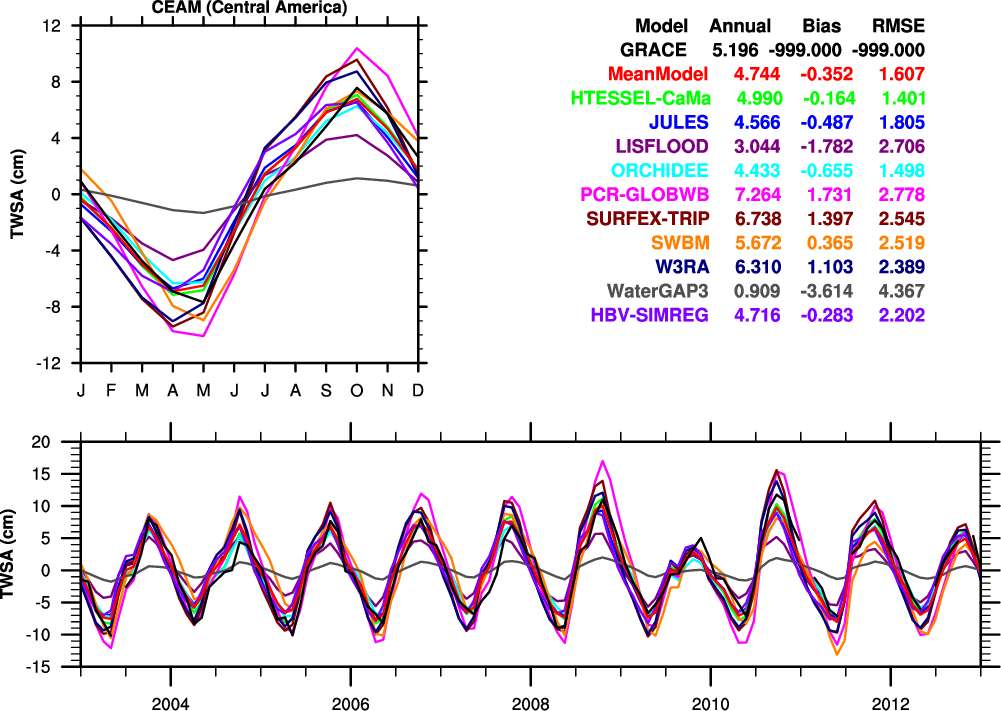 CEAM (Central America)
12
8
4
0
-4
-8
-12
TWSA (cm)
J F M A M J J A S O N D
Model Annual Bias RMSE
GRACE 5.196 -999.000 -999.000
MeanModel 4.744 -0.352 1.607
HTESSEL-CaMa 4.990 -0.164 1.401
JULES 4.566 -0.487 1.805
LISFLOOD 3.044 -1.782 2.706
ORCHIDEE 4.433 -0.655 1.498
PCR-GLOBWB 7.264 1.731 2.778
SURFEX-TRIP 6.738 1.397 2.545
SWBM 5.672 0.365 2.519
W3RA 6.310 1.103 2.389
WaterGAP3 0.909 -3.614 4.367
HBV-SIMREG 4.716 -0.283 2.202
20
15
10
5
0
-5
-10
-15
TWSA (cm)
2004 2006 2008 2010 2012